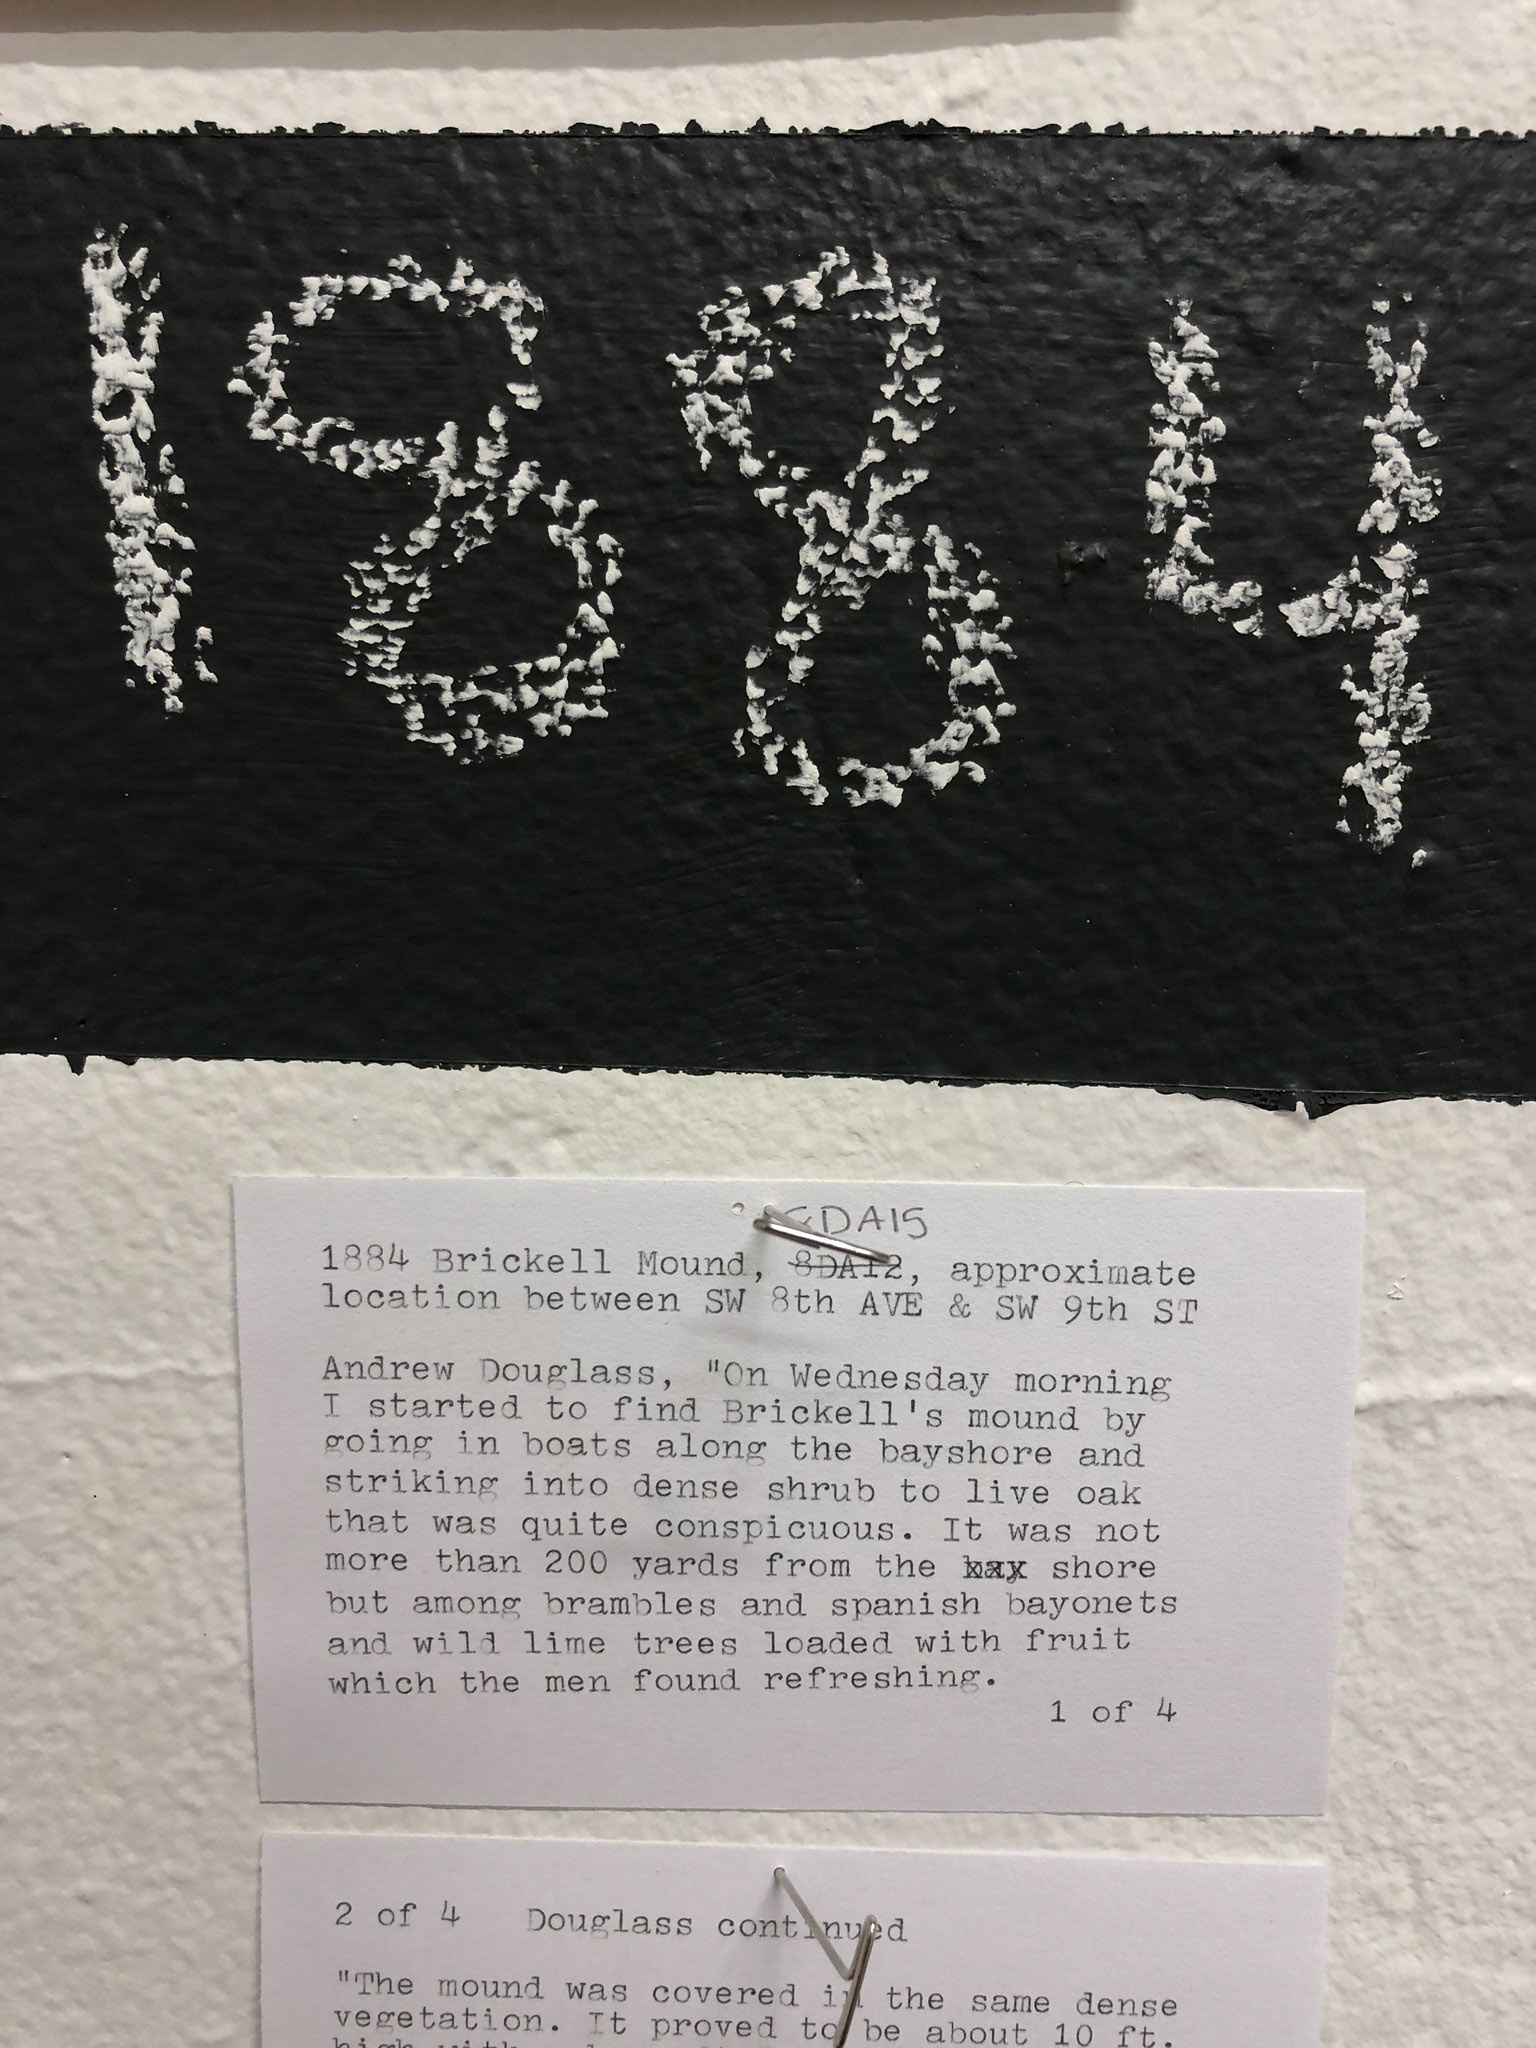 1884
8DA15
1884 Brickell Mound, 8DA12, approximate
location between SW 8th AVE & SW 9th ST
Andrew Douglass, "On Wednesday morning
I started to find Brickell's mound by
going in boats along the bayshore and
striking into dense shrub to live oak
that was quite conspicuous. It was not
more than 200 yards from the shore
but among brambles and spanish bayonets
and wild lime trees loaded with fruit
which the men found refreshing.
1 of 4
2 of 4 Douglass continued
"The mound was covered in the same dense
vegetation. It proved to be about 10 ft.